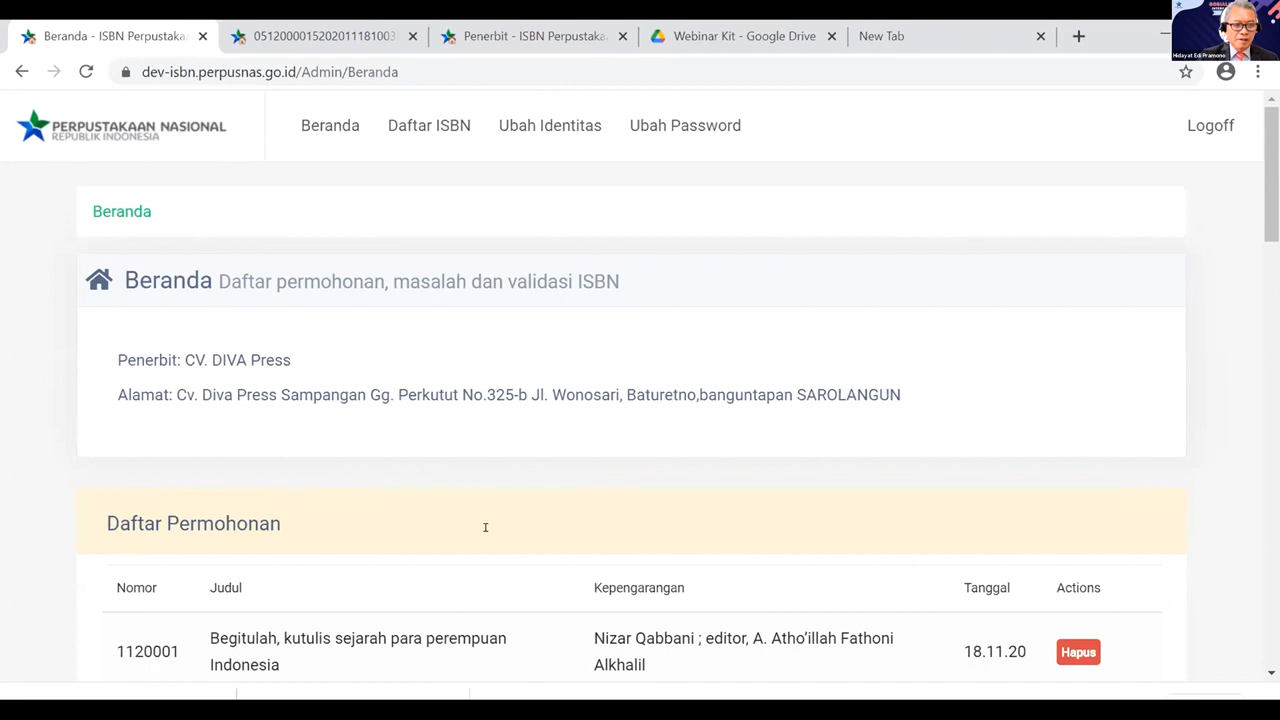 Beranda - ISBN Perpustaka
05120000152020111181003
Penerbit - ISBN Perpustaka
Webinar Kit - Google Drive
New Tab
Hidayat Edi Pramono
dev-isbn.perpusnas.go.id/Admin/Beranda
PERPUSTAKAAN NASIONAL
REPUBLIK INDONESIA
Beranda
Daftar ISBN
Ubah Identitas
Ubah Password
Logoff
Beranda
Beranda Daftar permohonan, masalah dan validasi ISBN
Penerbit: CV. DIVA Press
Alamat: Cv. Diva Press Sampangan Gg. Perkutut No.325-b Jl. Wonosari, Baturetno,banguntapan SAROLANGUN
Daftar Permohonan
Nomor Judul Kepengarangan Tanggal Actions
Begitulah, kutulis sejarah para perempuan Nizar Qabbani ; editor, A. Atho’illah Fathoni
1120001 18.11.20 Hapus
Indonesia Alkhalil